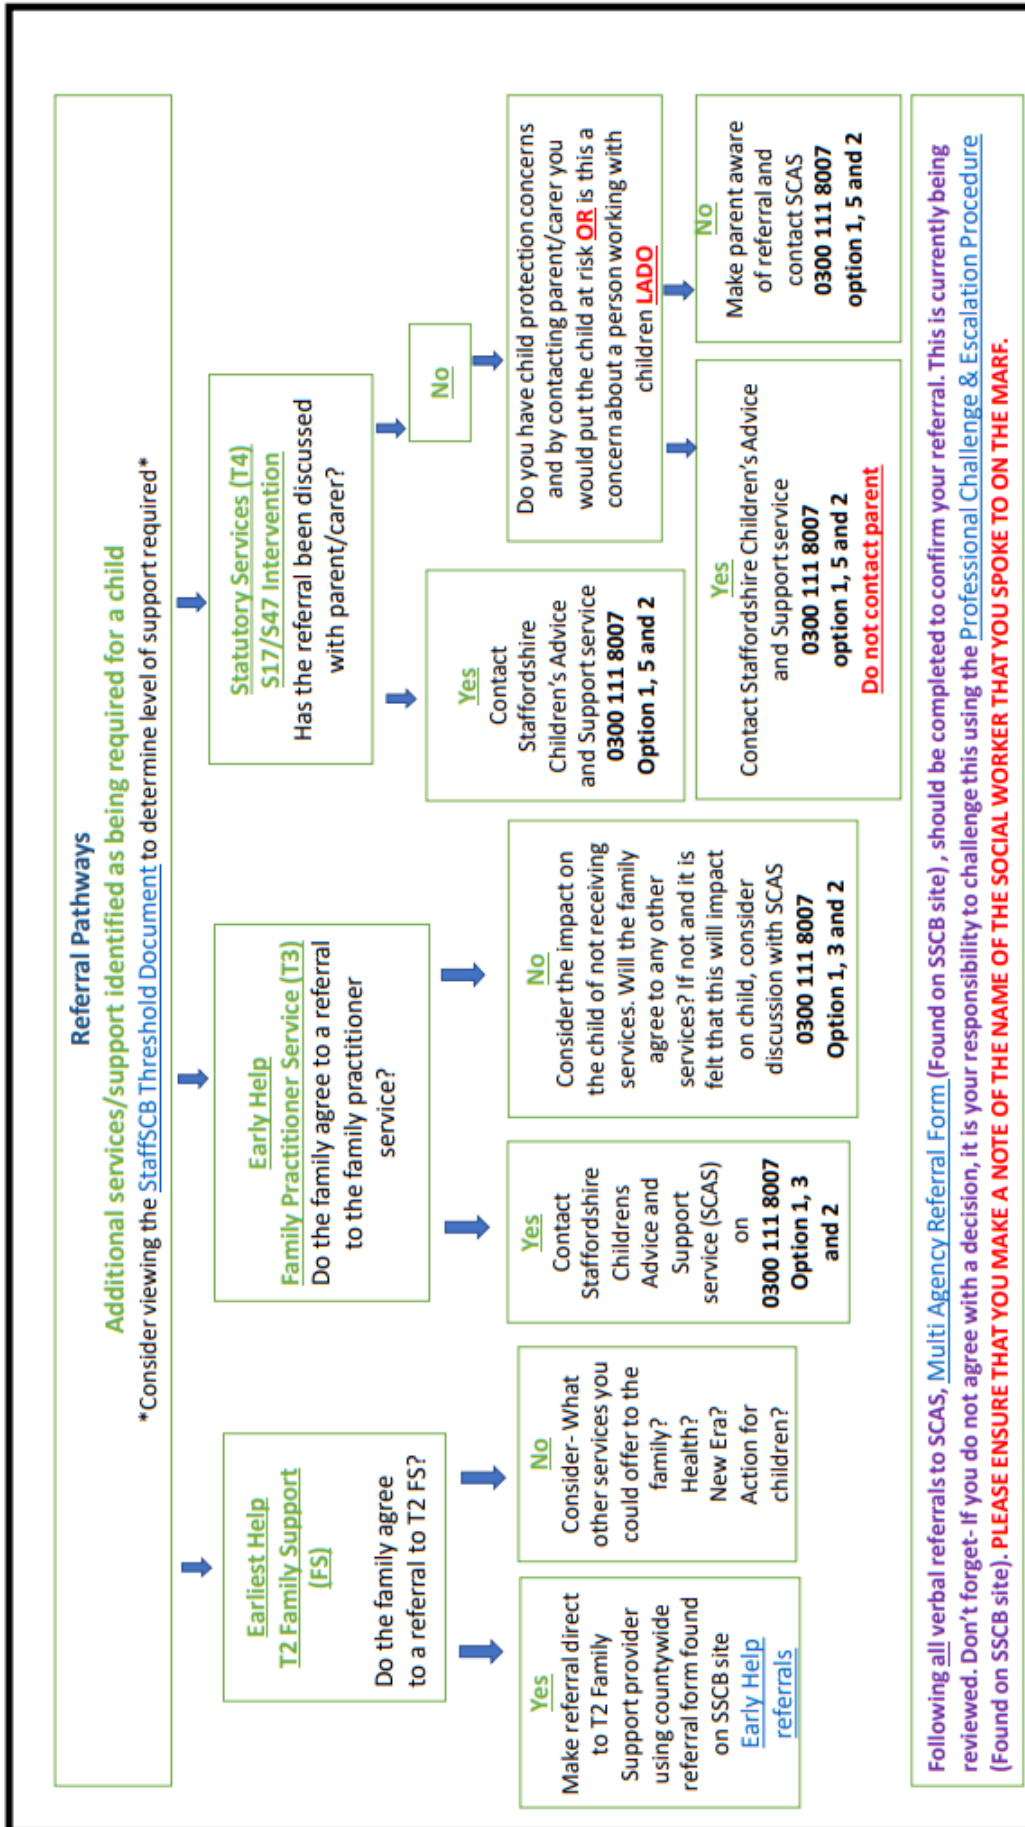 Referral Pathways
Additional services/support identified as being required for a child
*Consider viewing the StaffSCB Threshold Document to determine level of support required*
Earliest Help
T2 Family Support
(FS)
Do the family agree
to a referral to T2 FS?
Yes
Make referral direct
to T2 Family
Support provider
using countywide
referral form found
on SSCB site
Early Help
referrals
No
Consider- What
other services you
could offer to the
family?
Health?
New Era?
Action for
children?
Early Help
Family Practitioner Service (T3)
Do the family agree to a referral
to the family practitioner
service?
Yes
Contact
Staffordshire
Childrens
Advice and
Support
service (SCAS)
on
0300 111 8007
Option 1, 3
and 2
No
Consider the impact on
the child of not receiving
services. Will the family
agree to any other
services? If not and it is
felt that this will impact
on child, consider
discussion with SCAS
0300 111 8007
Option 1, 3 and 2
Statutory Services (T4)
S17/S47 Intervention
Has the referral been discussed
with parent/carer?
Yes
Contact
Staffordshire
Children's Advice
and Support service
0300 111 8007
Option 1, 5 and 2
No
Do you have child protection concerns
and by contacting parent/carer you
would put the child at risk OR is this a
concern about a person working with
children LADO
Yes
Contact Staffordshire Children's Advice
and Support service
0300 111 8007
option 1, 5 and 2
Do not contact parent
No
Make parent aware
of referral and
contact SCAS
0300 111 8007
option 1, 5 and 2
Following all verbal referrals to SCAS, Multi Agency Referral Form (Found on SSCB site), should be completed to confirm your referral. This is currently being
reviewed. Don't forget- If you do not agree with a decision, it is your responsibility to challenge this using the Professional Challenge & Escalation Procedure
(Found on SSCB site). PLEASE ENSURE THAT YOU MAKE A NOTE OF THE NAME OF THE SOCIAL WORKER THAT YOU SPOKE TO ON THE MARF.